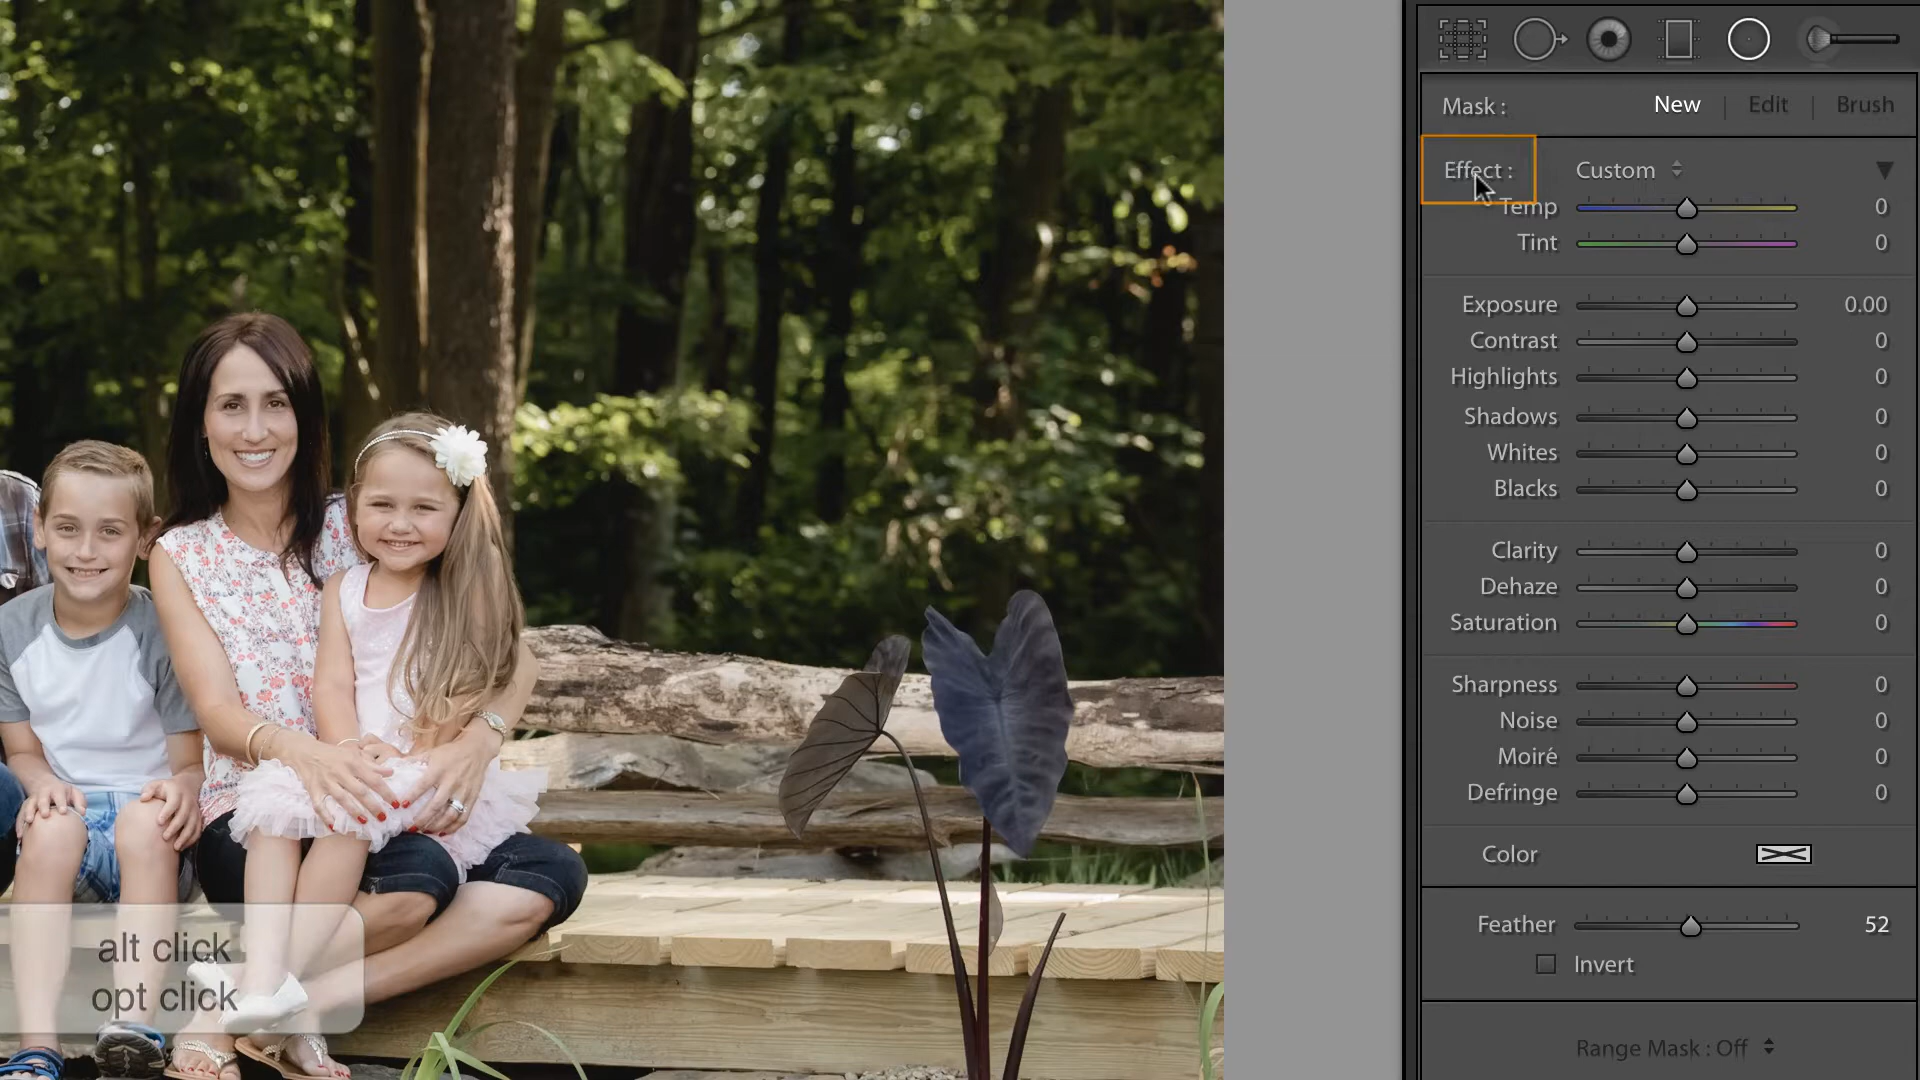 Mask : New | Edit | Brush
Effect : Custom
Temp 0
Tint 0
Exposure 0.00
Contrast 0
Highlights 0
Shadows 0
Whites 0
Blacks 0
Clarity 0
Dehaze 0
Saturation 0
Sharpness 0
Noise 0
Moiré 0
Defringe 0
Color
Feather 52
Invert
Range Mask : Off
alt click
opt click